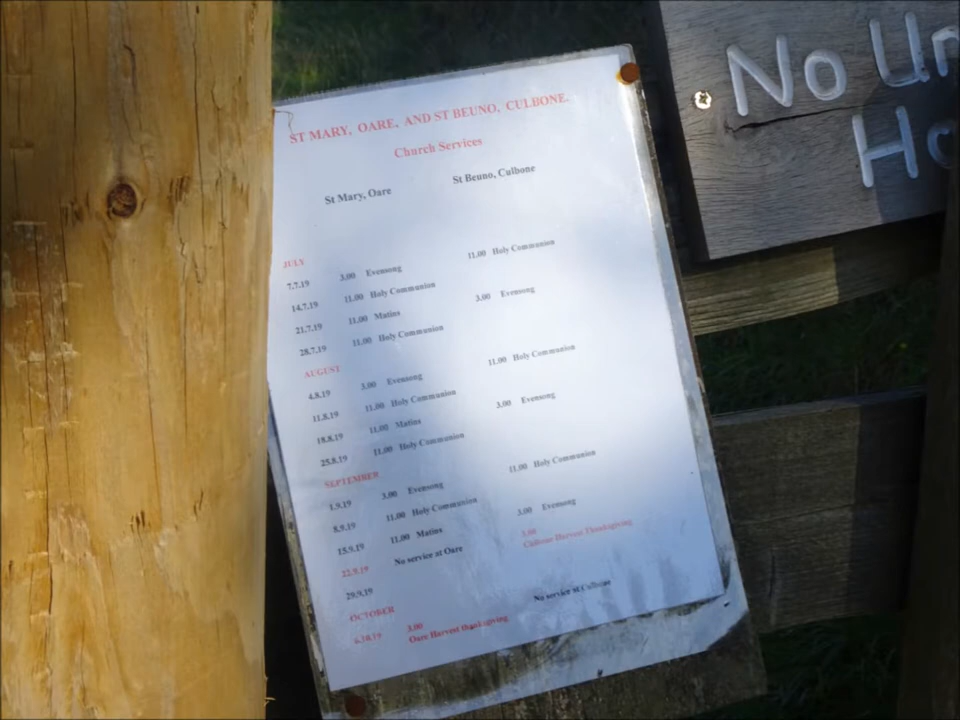 ST MARY, OARE, AND ST BEUNO, CULBONE.
Church Services
St Mary, Oare St Beuno, Culbone
JULY
7.7.19 3.00 Evensong 11.00 Holy Communion
14.7.19 11.00 Holy Communion
21.7.19 11.00 Matins 3.00 Evensong
28.7.19 11.00 Holy Communion
AUGUST
4.8.19 3.00 Evensong 11.00 Holy Communion
11.8.19 11.00 Holy Communion
18.8.19 11.00 Matins 3.00 Evensong
25.8.19 11.00 Holy Communion
SEPTEMBER
1.9.19 3.00 Evensong 11.00 Holy Communion
8.9.19 11.00 Holy Communion
15.9.19 11.00 Matins 3.00 Evensong
22.9.19 No service at Oare 3.00
Culbone Harvest Thanksgiving
29.9.19
OCTOBER
6.10.19 3.00 No service at Culbone
Oare Harvest thanksgiving
No Un
Ho